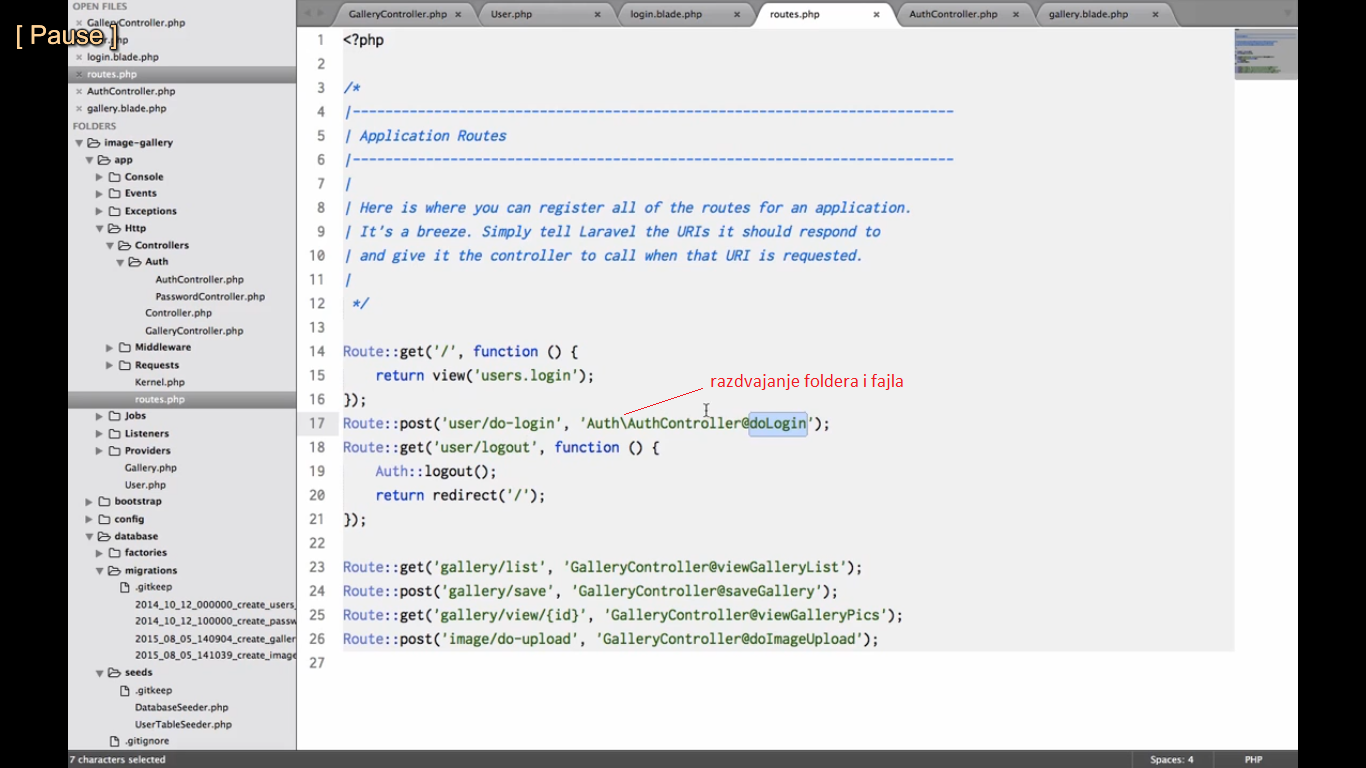 [ Pause ]
OPEN FILES
GalleryController.php
login.blade.php
routes.php
AuthController.php
gallery.blade.php
FOLDERS
image-gallery
app
Console
Events
Exceptions
Http
Controllers
Auth
AuthController.php
PasswordController.php
Controller.php
GalleryController.php
Middleware
Requests
Kernel.php
routes.php
Jobs
Listeners
Providers
Gallery.php
User.php
bootstrap
config
database
factories
migrations
.gitkeep
2014_10_12_000000_create_users_
2014_10_12_100000_create_passw
2015_08_05_140904_create_galler
2015_08_05_141039_create_image
seeds
.gitkeep
DatabaseSeeder.php
UserTableSeeder.php
.gitignore
GalleryController.php User.php login.blade.php routes.php AuthController.php gallery.blade.php
1 <?php
2
3 /*
4 |--------------------------------------------------------------------------
5 | Application Routes
6 |--------------------------------------------------------------------------
7 |
8 | Here is where you can register all of the routes for an application.
9 | It's a breeze. Simply tell Laravel the URIs it should respond to
10 | and give it the controller to call when that URI is requested.
11 |
12 */
13
14 Route::get('/', function () {
15 return view('users.login');
16 });
razdvajanje foldera i fajla
17 Route::post('user/do-login', 'Auth\AuthController@doLogin');
18 Route::get('user/logout', function () {
19 Auth::logout();
20 return redirect('/');
21 });
22
23 Route::get('gallery/list', 'GalleryController@viewGalleryList');
24 Route::post('gallery/save', 'GalleryController@saveGallery');
25 Route::get('gallery/view/{id}', 'GalleryController@viewGalleryPics');
26 Route::post('image/do-upload', 'GalleryController@doImageUpload');
27
7 characters selected
Spaces: 4 PHP